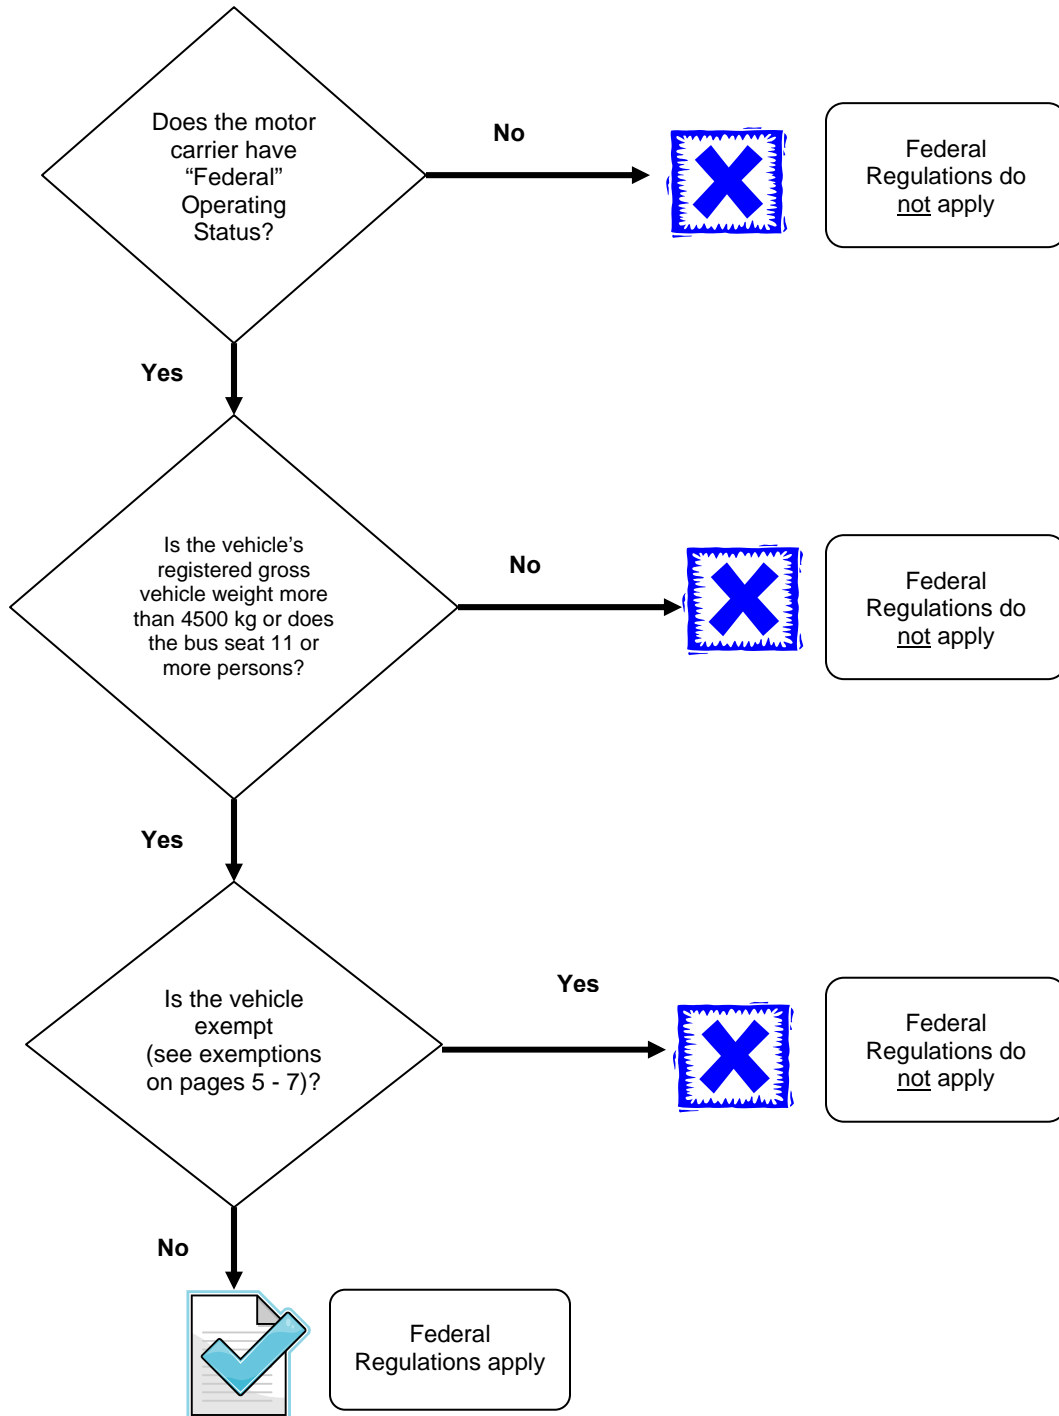 Does the motor
carrier have
“Federal”
Operating
Status?
No
Federal
Regulations do
not apply
Yes
Is the vehicle’s
registered gross
vehicle weight more
than 4500 kg or does
the bus seat 11 or
more persons?
No
Federal
Regulations do
not apply
Yes
Is the vehicle
exempt
(see exemptions
on pages 5 - 7)?
Yes
Federal
Regulations do
not apply
No
Federal
Regulations apply